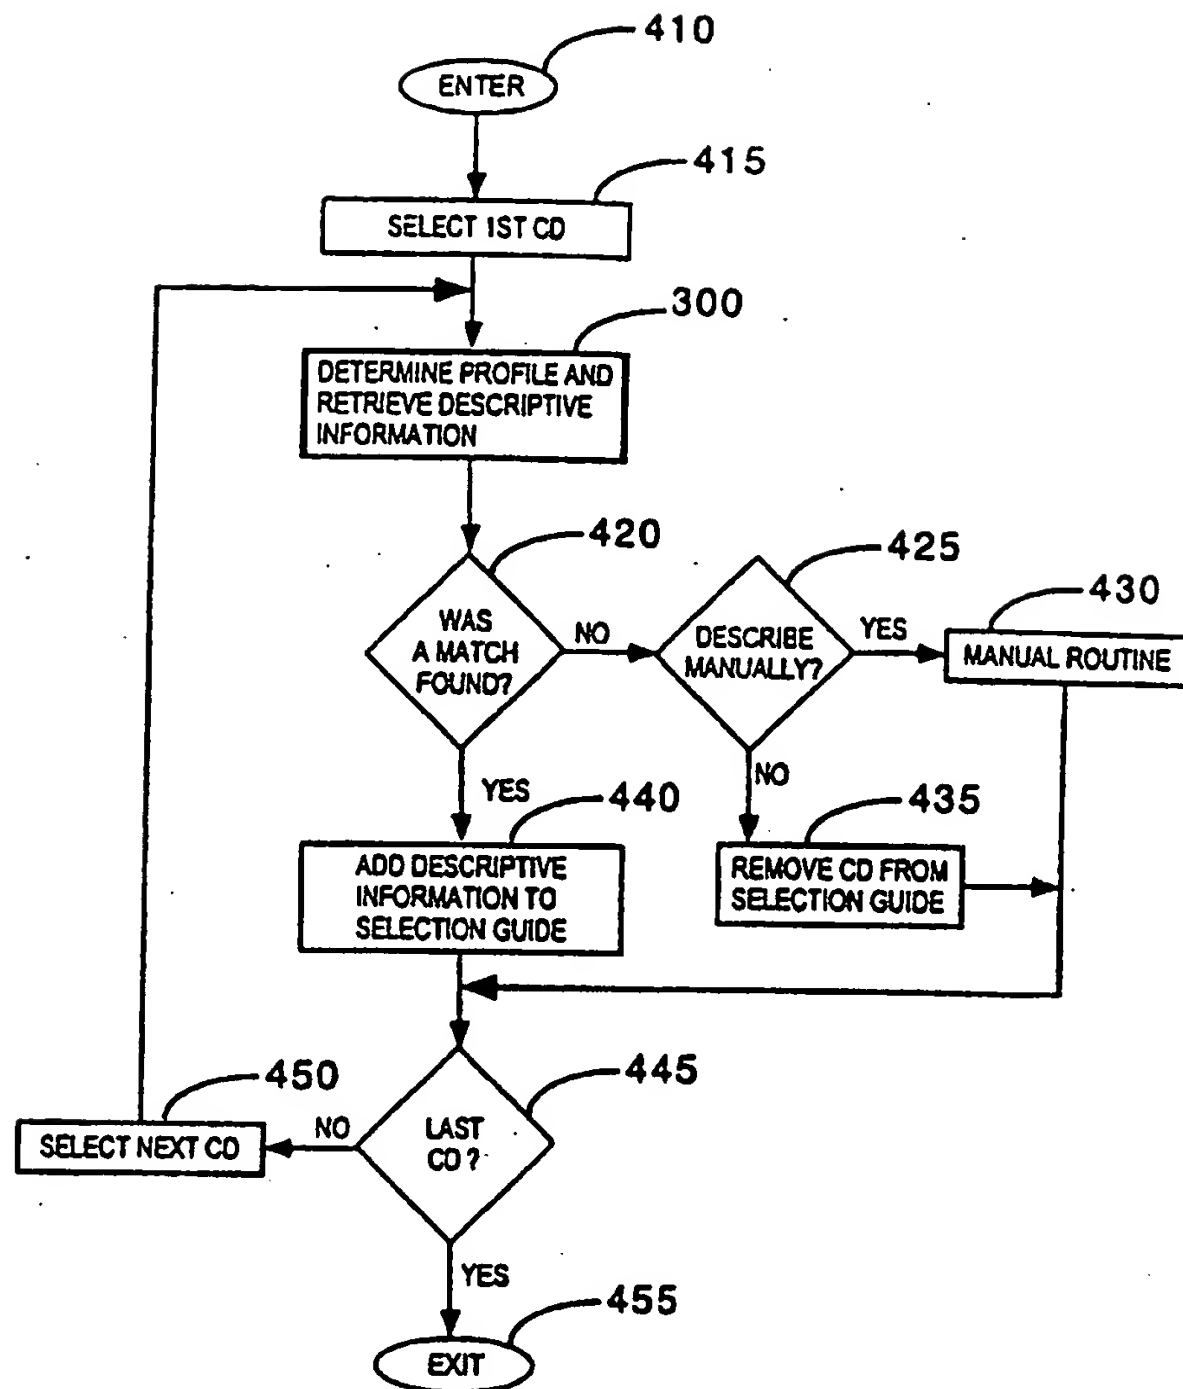 410
ENTER
415
SELECT 1ST CD
300
DETERMINE PROFILE AND
RETRIEVE DESCRIPTIVE
INFORMATION
420
WAS
A MATCH
FOUND?
NO
425
DESCRIBE
MANUALLY?
YES
430
MANUAL ROUTINE
NO
435
REMOVE CD FROM
SELECTION GUIDE
YES
440
ADD DESCRIPTIVE
INFORMATION TO
SELECTION GUIDE
445
LAST
CD?
NO
450
SELECT NEXT CD
YES
455
EXIT